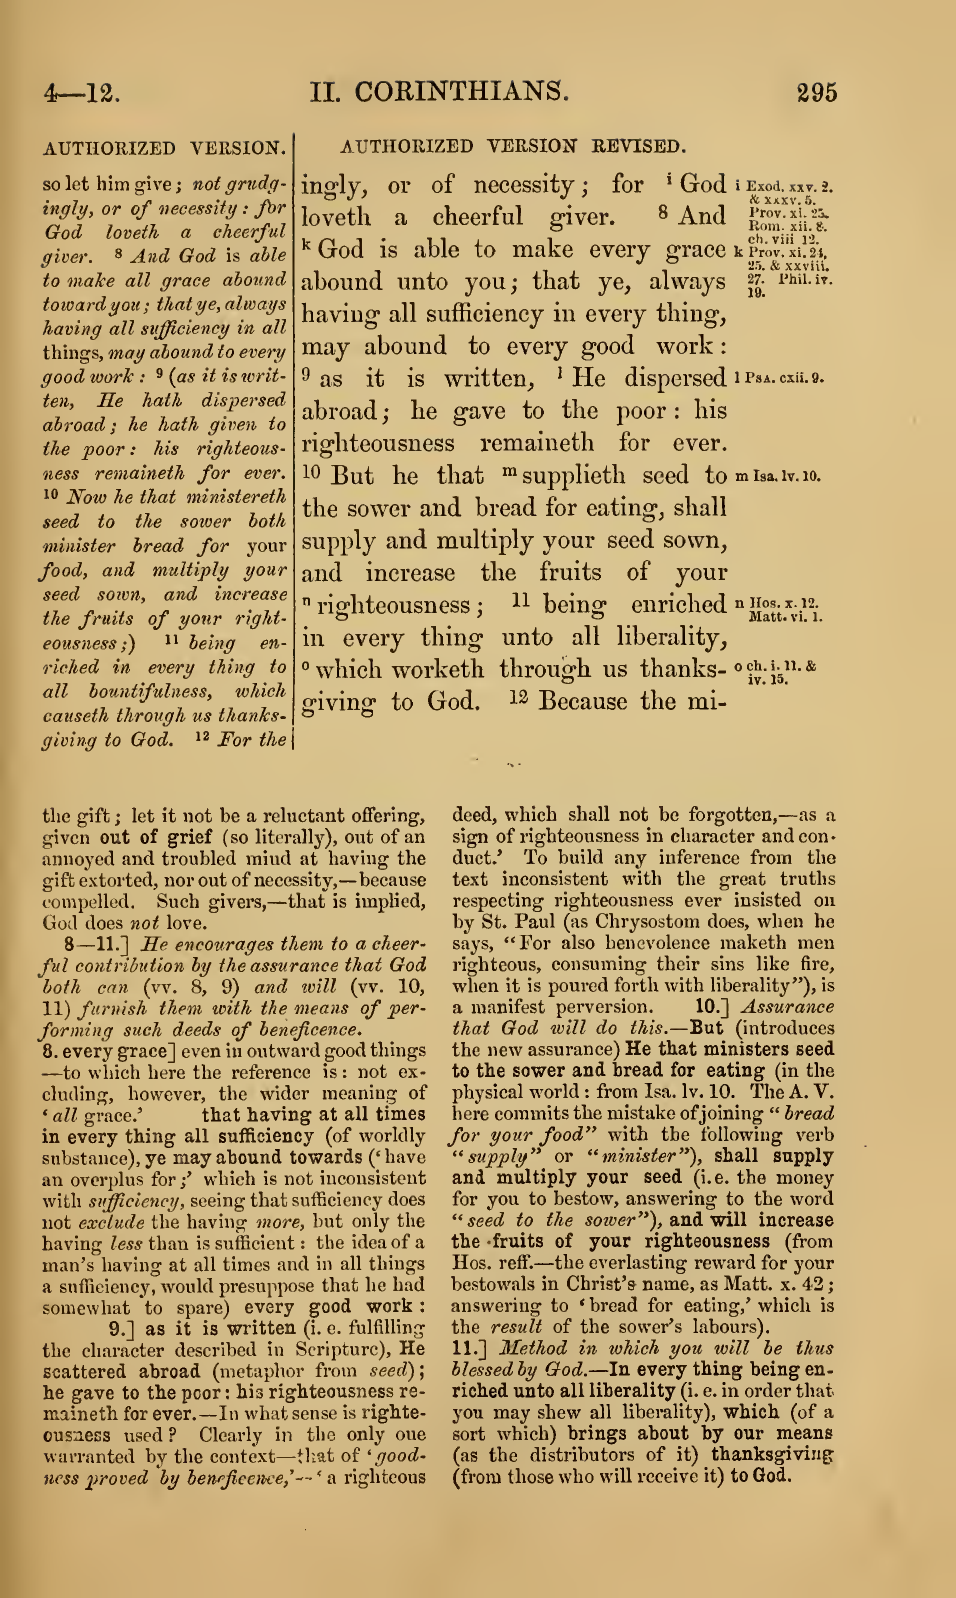 4—12.
II. CORINTHIANS.
295
AUTHORIZED VERSION.
so let him give; not grudg-
ingly, or of necessity: for
God loveth a cheerful
giver. 8 And God is able
to make all grace abound
toward you; that ye, always
having all sufficiency in all
things, may abound to every
good work: 9 (as it is writ-
ten, He hath dispersed
abroad; he hath given to
the poor: his righteous-
ness remaineth for ever.
10 Now he that ministereth
seed to the sower both
minister bread for your
food, and multiply your
seed sown, and increase
the fruits of your right-
eousness;) 11 being en-
riched in every thing to
all bountifulness, which
causeth through us thanks-
giving to God. 12 For the
AUTHORIZED VERSION REVISED.
ingly, or of necessity; for i God
loveth a cheerful giver. 8 And
k God is able to make every grace
abound unto you; that ye, always
having all sufficiency in every thing,
may abound to every good work:
9 as it is written, l He dispersed
abroad; he gave to the poor: his
righteousness remaineth for ever.
10 But he that m supplieth seed to
the sower and bread for eating, shall
supply and multiply your seed sown,
and increase the fruits of your
n righteousness; 11 being enriched
in every thing unto all liberality,
o which worketh through us thanks-
giving to God. 12 Because the mi-
i Exod. xxv. 2.
& xxxv. 5.
Prov. xi. 25.
Rom. xii. 8.
ch. viii 12.
k Prov. xi. 24,
25. & xxviii.
27. Phil. iv.
19.
l PSA. cxii. 9.
m Isa. lv. 10.
n Hos. x. 12.
Matt. vi. 1.
o ch. i. 11. &
iv. 15.
the gift; let it not be a reluctant offering,
given out of grief (so literally), out of an
annoyed and troubled mind at having the
gift extorted, nor out of necessity,—because
compelled. Such givers,—that is implied,
God does not love.
8—11.] He encourages them to a cheer-
ful contribution by the assurance that God
both can (vv. 8, 9) and will (vv. 10,
11) furnish them with the means of per-
forming such deeds of beneficence.
8. every grace] even in outward good things
—to which here the reference is: not ex-
cluding, however, the wider meaning of
‘all grace.’ that having at all times
in every thing all sufficiency (of worldly
substance), ye may abound towards (‘have
an overplus for;’ which is not inconsistent
with sufficiency, seeing that sufficiency does
not exclude the having more, but only the
having less than is sufficient: the idea of a
man's having at all times and in all things
a sufficiency, would presuppose that he had
somewhat to spare) every good work:
9.] as it is written (i. e. fulfilling
the character described in Scripture), He
scattered abroad (metaphor from seed);
he gave to the poor: his righteousness re-
maineth for ever.—In what sense is righte-
ousness used? Clearly in the only one
warranted by the context—that of ‘good-
ness proved by beneficence,’—‘a righteous
deed, which shall not be forgotten,—as a
sign of righteousness in character and con-
duct.’ To build any inference from the
text inconsistent with the great truths
respecting righteousness ever insisted on
by St. Paul (as Chrysostom does, when he
says, “For also benevolence maketh men
righteous, consuming their sins like fire,
when it is poured forth with liberality”), is
a manifest perversion. 10.] Assurance
that God will do this.—But (introduces
the new assurance) He that ministers seed
to the sower and bread for eating (in the
physical world: from Isa. lv. 10. The A. V.
here commits the mistake of joining “bread
for your food” with the following verb
“supply” or “minister”), shall supply
and multiply your seed (i. e. the money
for you to bestow, answering to the word
“seed to the sower”), and will increase
the fruits of your righteousness (from
Hos. reff.—the everlasting reward for your
bestowals in Christ's name, as Matt. x. 42;
answering to ‘bread for eating,’ which is
the result of the sower's labours).
11.] Method in which you will be thus
blessed by God.—In every thing being en-
riched unto all liberality (i. e. in order that
you may shew all liberality), which (of a
sort which) brings about by our means
(as the distributors of it) thanksgiving
(from those who will receive it) to God.